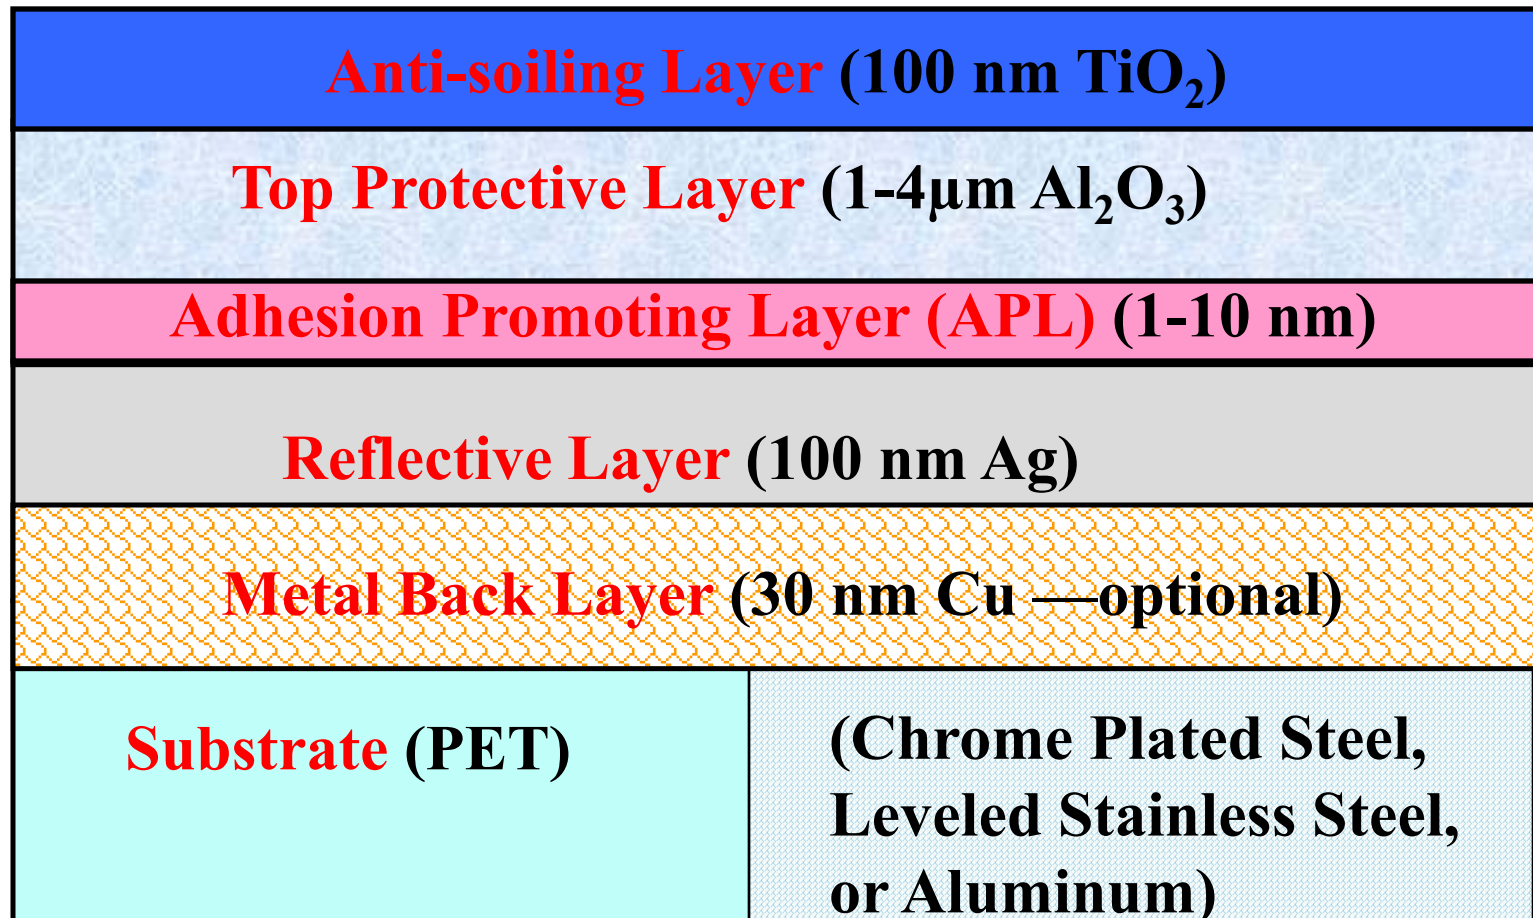 Anti-soiling Layer (100 nm TiO₂)
Top Protective Layer (1-4µm Al₂O₃)
Adhesion Promoting Layer (APL) (1-10 nm)
Reflective Layer (100 nm Ag)
Metal Back Layer (30 nm Cu —optional)
Substrate (PET)
(Chrome Plated Steel,
Leveled Stainless Steel,
or Aluminum)